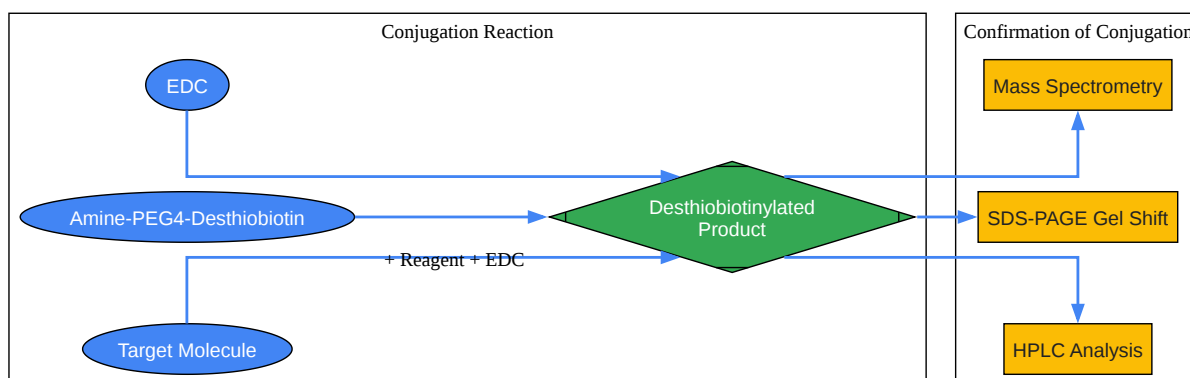 Conjugation Reaction
Confirmation of Conjugation
EDC
Mass Spectrometry
Amine-PEG4-Desthiobiotin
Desthiobiotinylated
Product
SDS-PAGE Gel Shift
+ Reagent + EDC
Target Molecule
HPLC Analysis